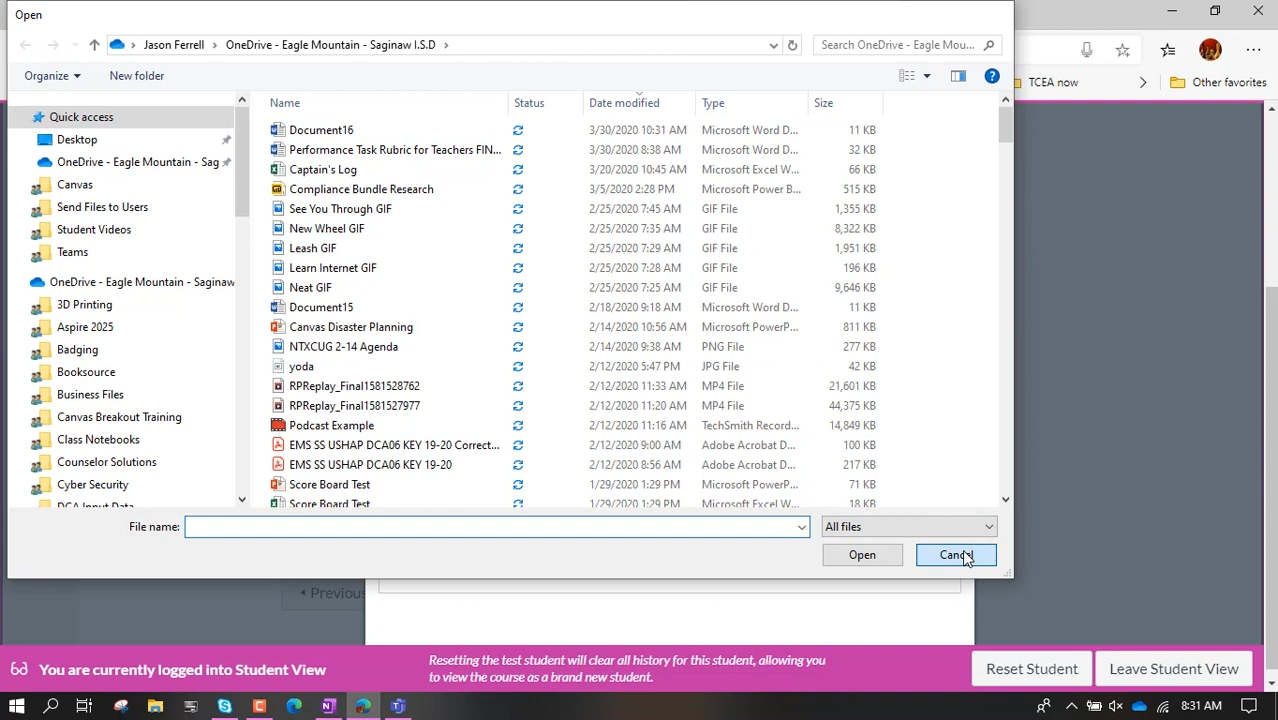 Open
Jason Ferrell › OneDrive - Eagle Mountain - Saginaw I.S.D ›
Search OneDrive - Eagle Mou...
Organize
New folder
TCEA now
Other favorites
Name Status Date modified Type Size
Quick access
Desktop
OneDrive - Eagle Mountain - Sag
Canvas
Send Files to Users
Student Videos
Teams
OneDrive - Eagle Mountain - Saginaw
3D Printing
Aspire 2025
Badging
Booksource
Business Files
Canvas Breakout Training
Class Notebooks
Counselor Solutions
Cyber Security
DCA Input Data
Document16 3/30/2020 10:31 AM Microsoft Word D... 11 KB
Performance Task Rubric for Teachers FIN... 3/30/2020 8:38 AM Microsoft Word D... 32 KB
Captain's Log 3/20/2020 10:45 AM Microsoft Excel W... 66 KB
Compliance Bundle Research 3/5/2020 2:28 PM Microsoft Power B... 515 KB
See You Through GIF 2/25/2020 7:45 AM GIF File 1,355 KB
New Wheel GIF 2/25/2020 7:35 AM GIF File 8,322 KB
Leash GIF 2/25/2020 7:29 AM GIF File 1,951 KB
Learn Internet GIF 2/25/2020 7:28 AM GIF File 196 KB
Neat GIF 2/25/2020 7:25 AM GIF File 9,646 KB
Document15 2/18/2020 9:18 AM Microsoft Word D... 11 KB
Canvas Disaster Planning 2/14/2020 10:56 AM Microsoft PowerP... 811 KB
NTXCUG 2-14 Agenda 2/14/2020 9:38 AM PNG File 277 KB
yoda 2/12/2020 5:47 PM JPG File 42 KB
RPReplay_Final1581528762 2/12/2020 11:33 AM MP4 File 21,601 KB
RPReplay_Final1581527977 2/12/2020 11:20 AM MP4 File 44,375 KB
Podcast Example 2/12/2020 11:16 AM TechSmith Record... 14,849 KB
EMS SS USHAP DCA06 KEY 19-20 Correct... 2/12/2020 9:00 AM Adobe Acrobat D... 100 KB
EMS SS USHAP DCA06 KEY 19-20 2/12/2020 8:56 AM Adobe Acrobat D... 217 KB
Score Board Test 1/29/2020 1:29 PM Microsoft PowerP... 71 KB
Score Board Test 1/29/2020 1:29 PM Microsoft Excel W... 18 KB
File name:
All files
Open
Cancel
Previous
You are currently logged into Student View
Resetting the test student will clear all history for this student, allowing you
to view the course as a brand new student.
Reset Student
Leave Student View
8:31 AM